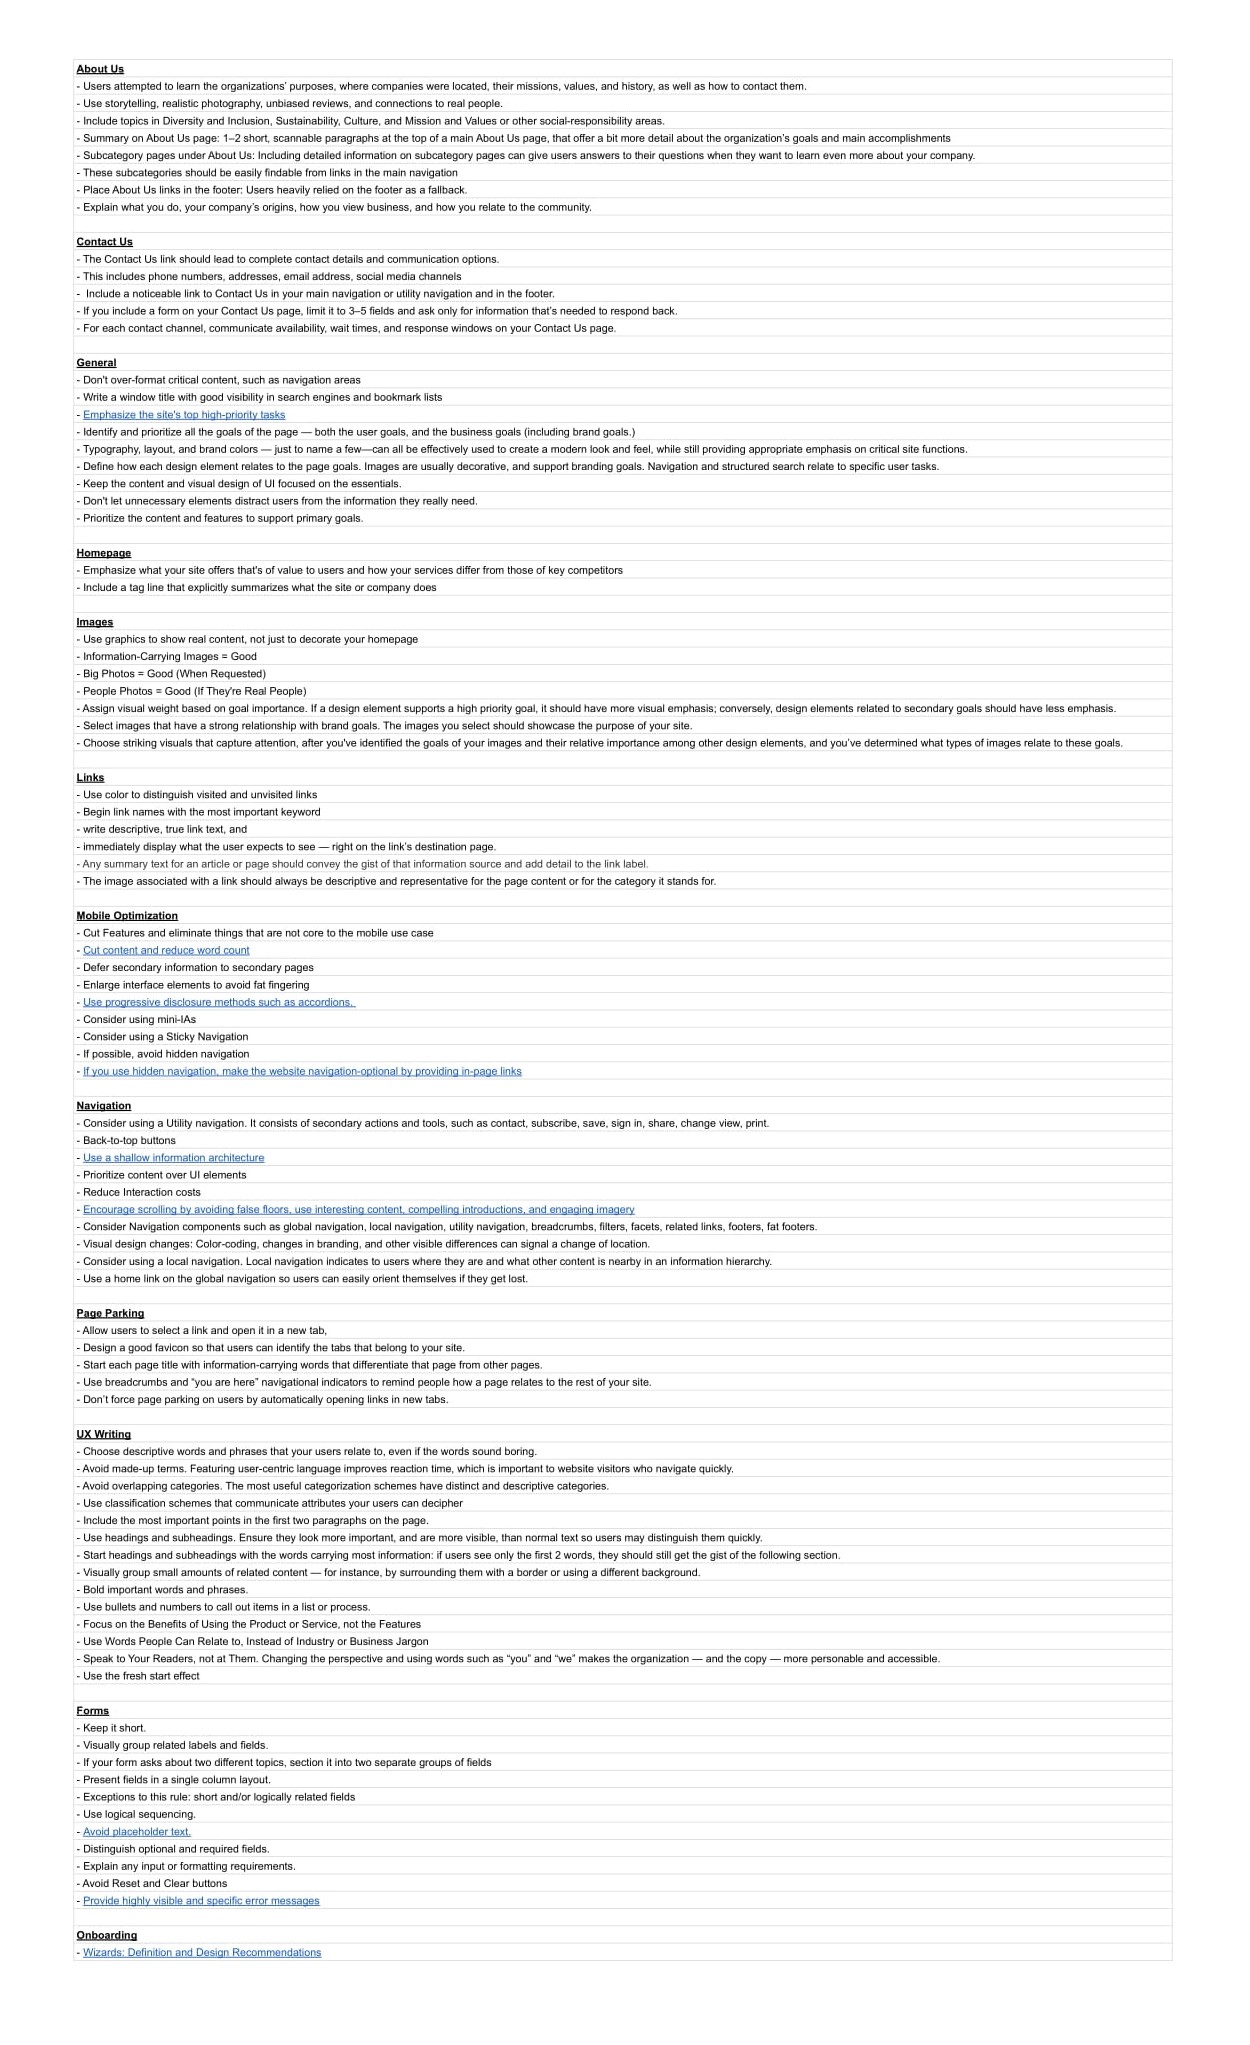 About Us
- Users attempted to learn the organizations' purposes, where companies were located, their missions, values, and history, as well as how to contact them.
- Use storytelling, realistic photography, unbiased reviews, and connections to real people.
- Include topics in Diversity and Inclusion, Sustainability, Culture, and Mission and Values or other social-responsibility areas.
- Summary on About Us page: 1–2 short, scannable paragraphs at the top of a main About Us page, that offer a bit more detail about the organization's goals and main accomplishments
- Subcategory pages under About Us: Including detailed information on subcategory pages can give users answers to their questions when they want to learn even more about your company.
- These subcategories should be easily findable from links in the main navigation
- Place About Us links in the footer: Users heavily relied on the footer as a fallback.
- Explain what you do, your company's origins, how you view business, and how you relate to the community.
Contact Us
- The Contact Us link should lead to complete contact details and communication options.
- This includes phone numbers, addresses, email address, social media channels
-  Include a noticeable link to Contact Us in your main navigation or utility navigation and in the footer.
- If you include a form on your Contact Us page, limit it to 3–5 fields and ask only for information that's needed to respond back.
- For each contact channel, communicate availability, wait times, and response windows on your Contact Us page.
General
- Don't over-format critical content, such as navigation areas
- Write a window title with good visibility in search engines and bookmark lists
- Emphasize the site's top high-priority tasks
- Identify and prioritize all the goals of the page — both the user goals, and the business goals (including brand goals.)
- Typography, layout, and brand colors — just to name a few—can all be effectively used to create a modern look and feel, while still providing appropriate emphasis on critical site functions.
- Define how each design element relates to the page goals. Images are usually decorative, and support branding goals. Navigation and structured search relate to specific user tasks.
- Keep the content and visual design of UI focused on the essentials.
- Don't let unnecessary elements distract users from the information they really need.
- Prioritize the content and features to support primary goals.
Homepage
- Emphasize what your site offers that's of value to users and how your services differ from those of key competitors
- Include a tag line that explicitly summarizes what the site or company does
Images
- Use graphics to show real content, not just to decorate your homepage
- Information-Carrying Images = Good
- Big Photos = Good (When Requested)
- People Photos = Good (If They're Real People)
- Assign visual weight based on goal importance. If a design element supports a high priority goal, it should have more visual emphasis; conversely, design elements related to secondary goals should have less emphasis.
- Select images that have a strong relationship with brand goals. The images you select should showcase the purpose of your site.
- Choose striking visuals that capture attention, after you've identified the goals of your images and their relative importance among other design elements, and you've determined what types of images relate to these goals.
Links
- Use color to distinguish visited and unvisited links
- Begin link names with the most important keyword
- write descriptive, true link text, and
- immediately display what the user expects to see — right on the link's destination page.
- Any summary text for an article or page should convey the gist of that information source and add detail to the link label.
- The image associated with a link should always be descriptive and representative for the page content or for the category it stands for.
Mobile Optimization
- Cut Features and eliminate things that are not core to the mobile use case
- Cut content and reduce word count
- Defer secondary information to secondary pages
- Enlarge interface elements to avoid fat fingering
- Use progressive disclosure methods such as accordions.
- Consider using mini-IAs
- Consider using a Sticky Navigation
- If possible, avoid hidden navigation
- If you use hidden navigation, make the website navigation-optional by providing in-page links
Navigation
- Consider using a Utility navigation. It consists of secondary actions and tools, such as contact, subscribe, save, sign in, share, change view, print.
- Back-to-top buttons
- Use a shallow information architecture
- Prioritize content over UI elements
- Reduce Interaction costs
- Encourage scrolling by avoiding false floors, use interesting content, compelling introductions, and engaging imagery
- Consider Navigation components such as global navigation, local navigation, utility navigation, breadcrumbs, filters, facets, related links, footers, fat footers.
- Visual design changes: Color-coding, changes in branding, and other visible differences can signal a change of location.
- Consider using a local navigation. Local navigation indicates to users where they are and what other content is nearby in an information hierarchy.
- Use a home link on the global navigation so users can easily orient themselves if they get lost.
Page Parking
- Allow users to select a link and open it in a new tab,
- Design a good favicon so that users can identify the tabs that belong to your site.
- Start each page title with information-carrying words that differentiate that page from other pages.
- Use breadcrumbs and “you are here” navigational indicators to remind people how a page relates to the rest of your site.
- Don't force page parking on users by automatically opening links in new tabs.
UX Writing
- Choose descriptive words and phrases that your users relate to, even if the words sound boring.
- Avoid made-up terms. Featuring user-centric language improves reaction time, which is important to website visitors who navigate quickly.
- Avoid overlapping categories. The most useful categorization schemes have distinct and descriptive categories.
- Use classification schemes that communicate attributes your users can decipher
- Include the most important points in the first two paragraphs on the page.
- Use headings and subheadings. Ensure they look more important, and are more visible, than normal text so users may distinguish them quickly.
- Start headings and subheadings with the words carrying most information: if users see only the first 2 words, they should still get the gist of the following section.
- Visually group small amounts of related content — for instance, by surrounding them with a border or using a different background.
- Bold important words and phrases.
- Use bullets and numbers to call out items in a list or process.
- Focus on the Benefits of Using the Product or Service, not the Features
- Use Words People Can Relate to, Instead of Industry or Business Jargon
- Speak to Your Readers, not at Them. Changing the perspective and using words such as “you” and “we” makes the organization — and the copy — more personable and accessible.
- Use the fresh start effect
Forms
- Keep it short.
- Visually group related labels and fields.
- If your form asks about two different topics, section it into two separate groups of fields
- Present fields in a single column layout.
- Exceptions to this rule: short and/or logically related fields
- Use logical sequencing.
- Avoid placeholder text.
- Distinguish optional and required fields.
- Explain any input or formatting requirements.
- Avoid Reset and Clear buttons
- Provide highly visible and specific error messages
Onboarding
- Wizards: Definition and Design Recommendations